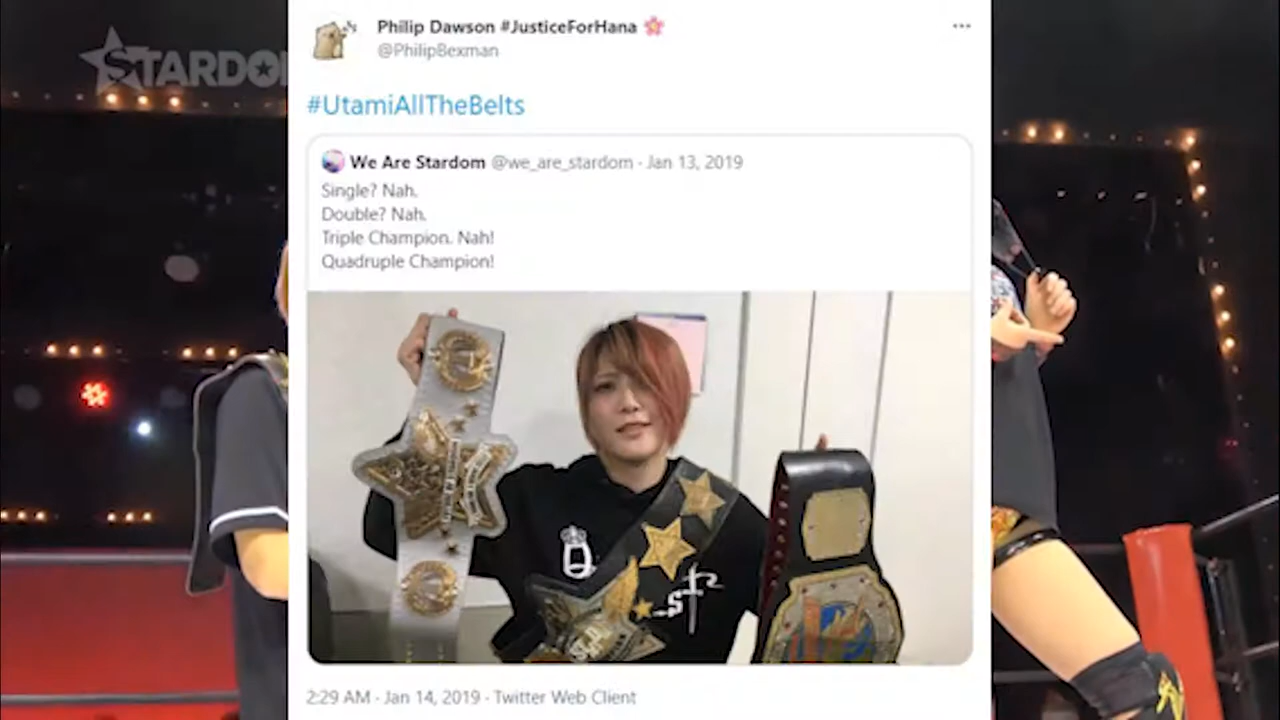 STARDOM
Philip Dawson #JusticeForHana 🌸
@PhilipBexman
#UtamiAllTheBelts
We Are Stardom @we_are_stardom · Jan 13, 2019
Single? Nah.
Double? Nah.
Triple Champion. Nah!
Quadruple Champion!
2:29 AM · Jan 14, 2019 · Twitter Web Client